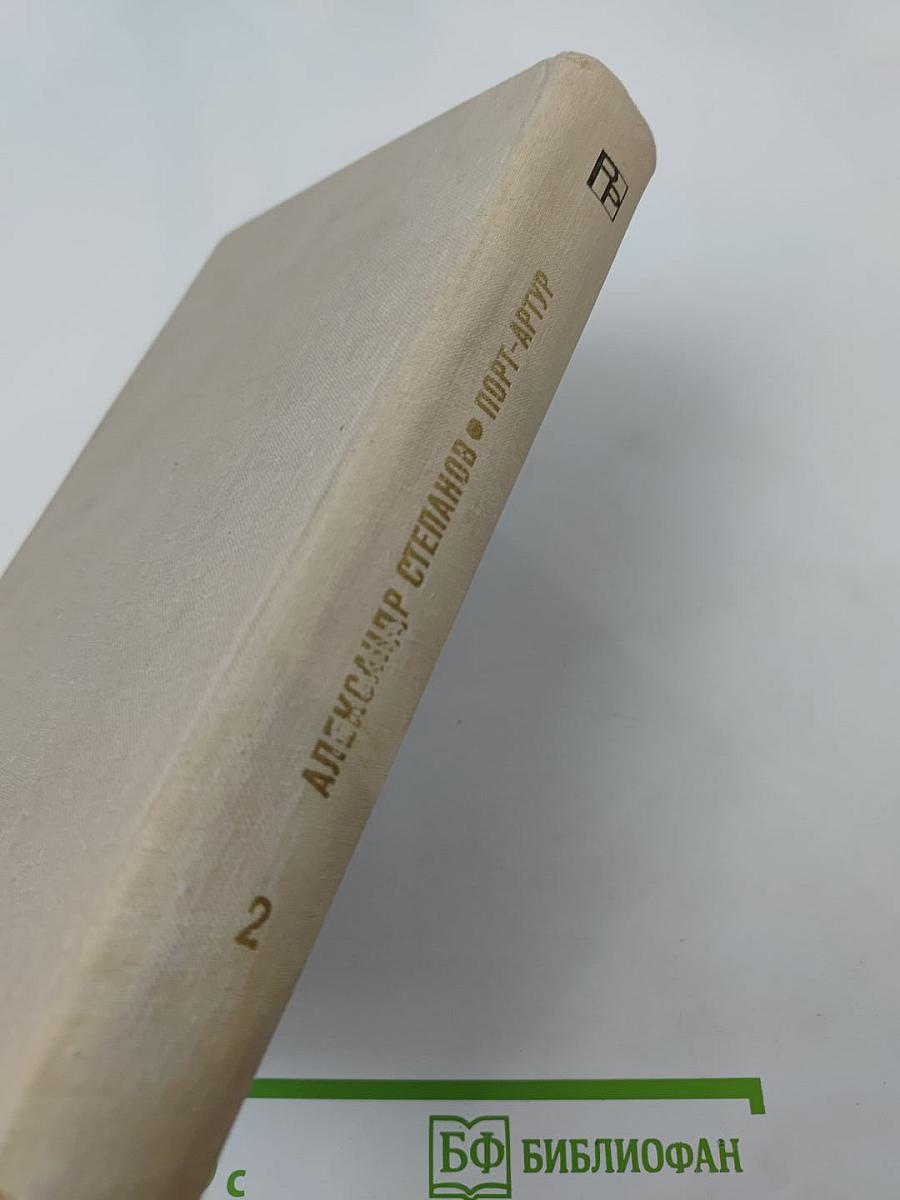 АЛЕКСАНДР СТЕПАНОВ • ПОРТ-АРТУР
2
с
БФ БИБЛИОФАН